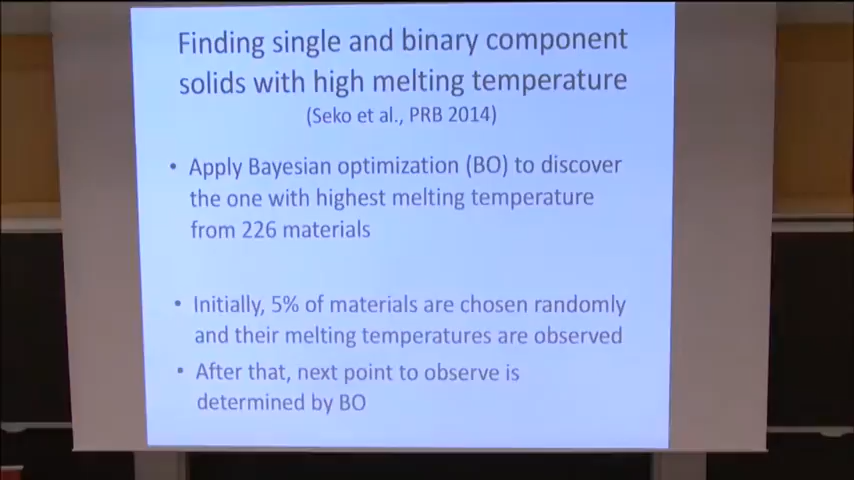 Finding single and binary component
solids with high melting temperature
(Seko et al., PRB 2014)
• Apply Bayesian optimization (BO) to discover
the one with highest melting temperature
from 226 materials
• Initially, 5% of materials are chosen randomly
and their melting temperatures are observed
• After that, next point to observe is
determined by BO